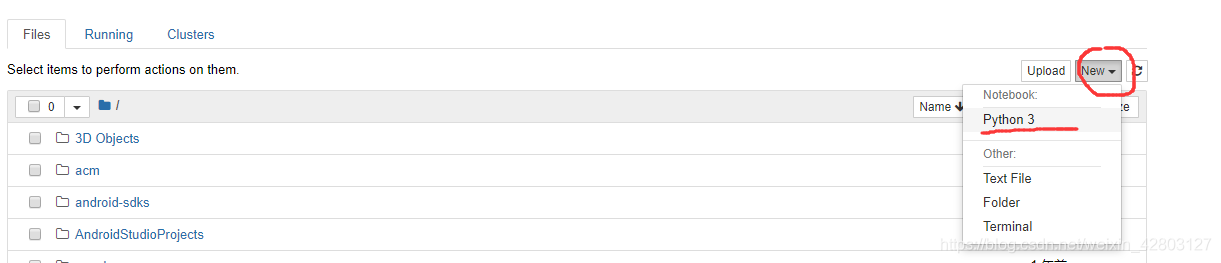 Files Running Clusters
Select items to perform actions on them.
Upload New
0 / Name
Notebook:
Python 3
Other:
Text File
Folder
Terminal
3D Objects
acm
android-sdks
AndroidStudioProjects
https://blog.csdn.net/weixin_42803127